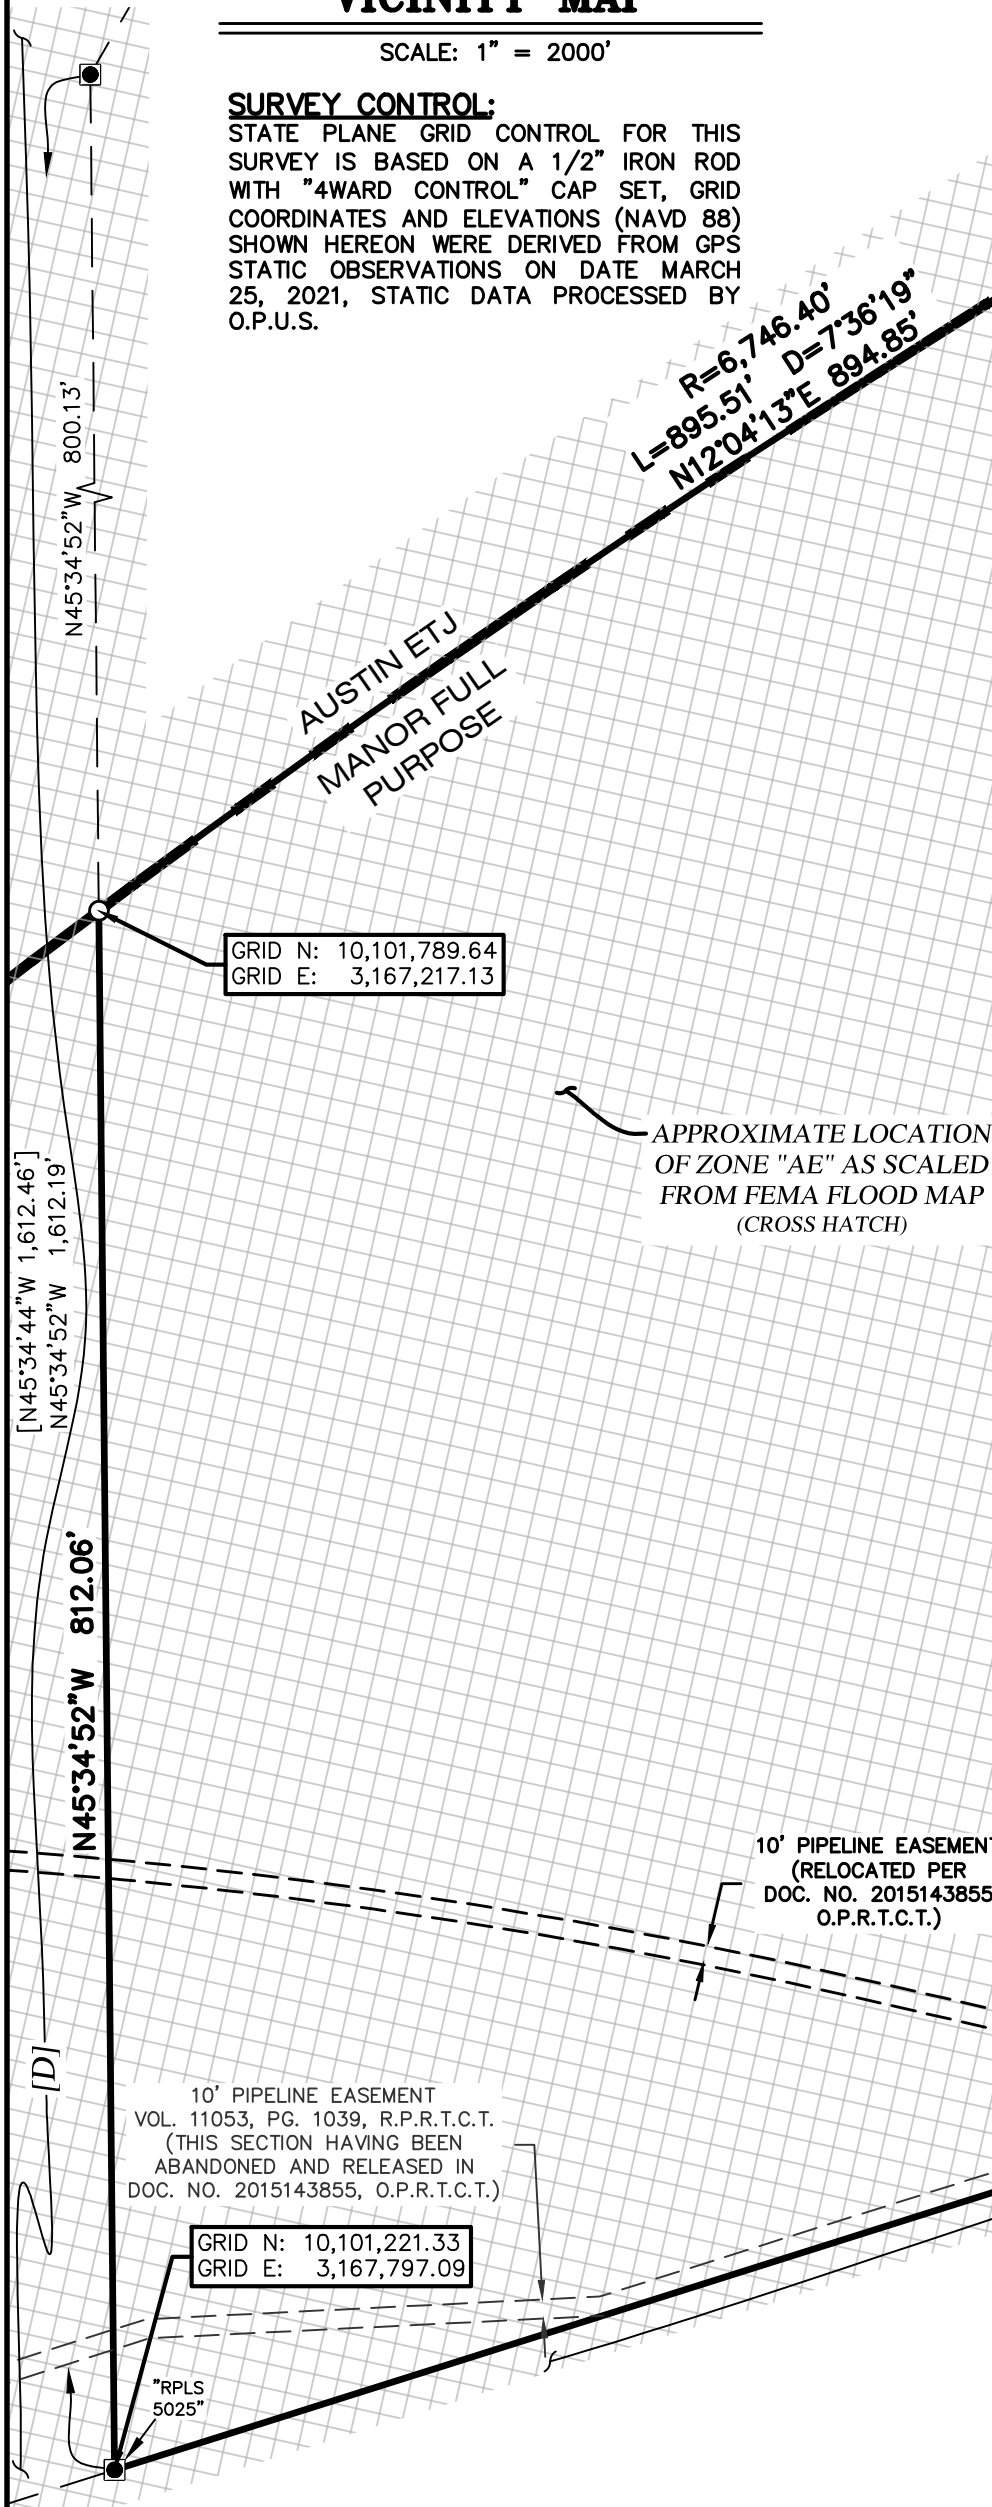 VICINITY MAP
SCALE: 1" = 2000'
SURVEY CONTROL:
STATE PLANE GRID CONTROL FOR THIS
SURVEY IS BASED ON A 1/2" IRON ROD
WITH "4WARD CONTROL" CAP SET, GRID
COORDINATES AND ELEVATIONS (NAVD 88)
SHOWN HEREON WERE DERIVED FROM GPS
STATIC OBSERVATIONS ON DATE MARCH
25, 2021, STATIC DATA PROCESSED BY
O.P.U.S.
R=6,746.40'
L=895.51' D=7°36'19"
N12°04'13"E 894.85'
N45°34'52"W 800.13'
AUSTIN ETJ
MANOR FULL
PURPOSE
GRID N: 10,101,789.64
GRID E: 3,167,217.13
APPROXIMATE LOCATION
OF ZONE "AE" AS SCALED
FROM FEMA FLOOD MAP
(CROSS HATCH)
[N45°34'44"W 1,612.46']
N45°34'52"W 1,612.19'
N45°34'52"W 812.06'
10' PIPELINE EASEMENT
(RELOCATED PER
DOC. NO. 2015143855
O.P.R.T.C.T.)
[D]
10' PIPELINE EASEMENT
VOL. 11053, PG. 1039, R.P.R.T.C.T.
(THIS SECTION HAVING BEEN
ABANDONED AND RELEASED IN
DOC. NO. 2015143855, O.P.R.T.C.T.)
GRID N: 10,101,221.33
GRID E: 3,167,797.09
"RPLS
5025"